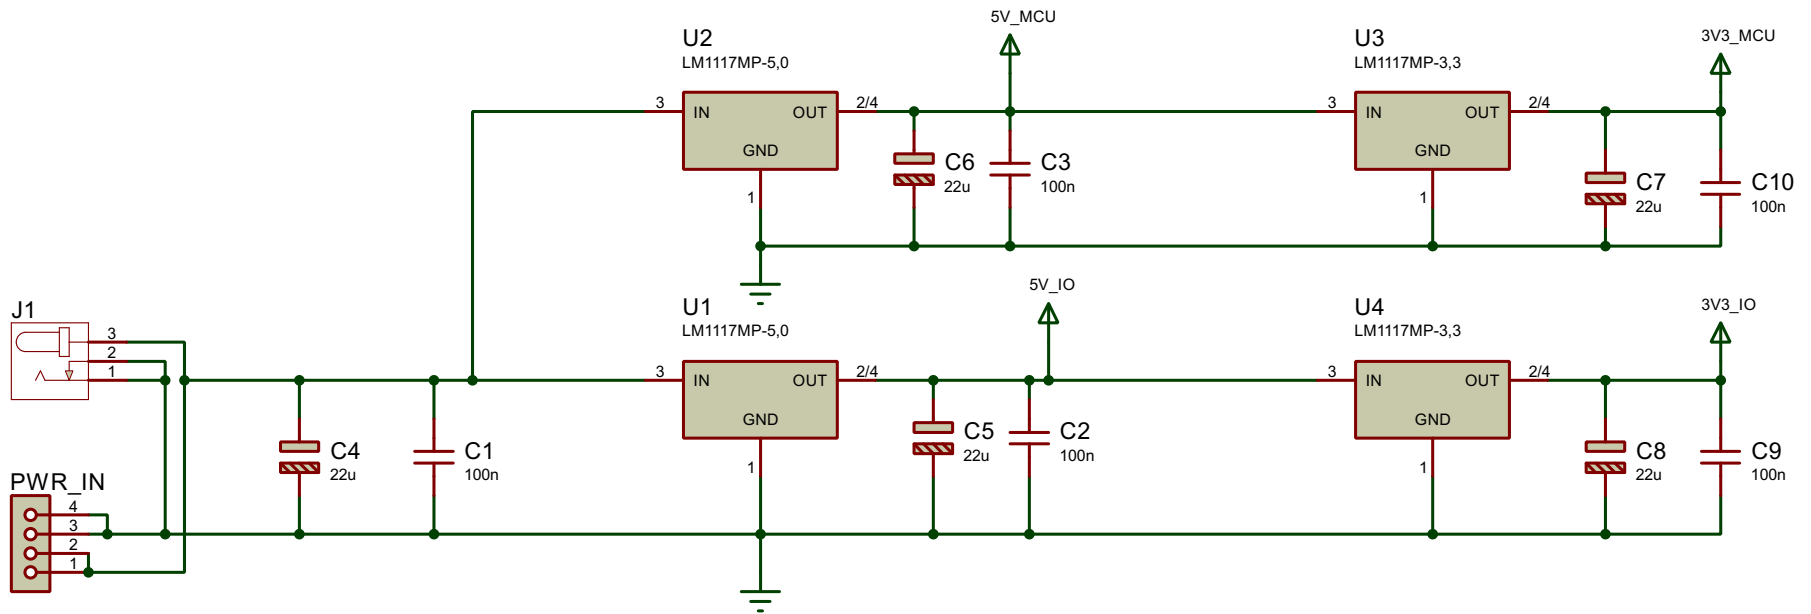 5V_MCU
U2
LM1117MP-5,0
3
IN
OUT
2/4
GND
1
C6
22u
C3
100n
U3
LM1117MP-3,3
3
IN
OUT
2/4
GND
1
3V3_MCU
C7
22u
C10
100n
J1
3
2
1
PWR_IN
4
3
2
1
C4
22u
C1
100n
U1
LM1117MP-5,0
3
IN
OUT
2/4
GND
1
5V_IO
C5
22u
C2
100n
U4
LM1117MP-3,3
3
IN
OUT
2/4
GND
1
3V3_IO
C8
22u
C9
100n